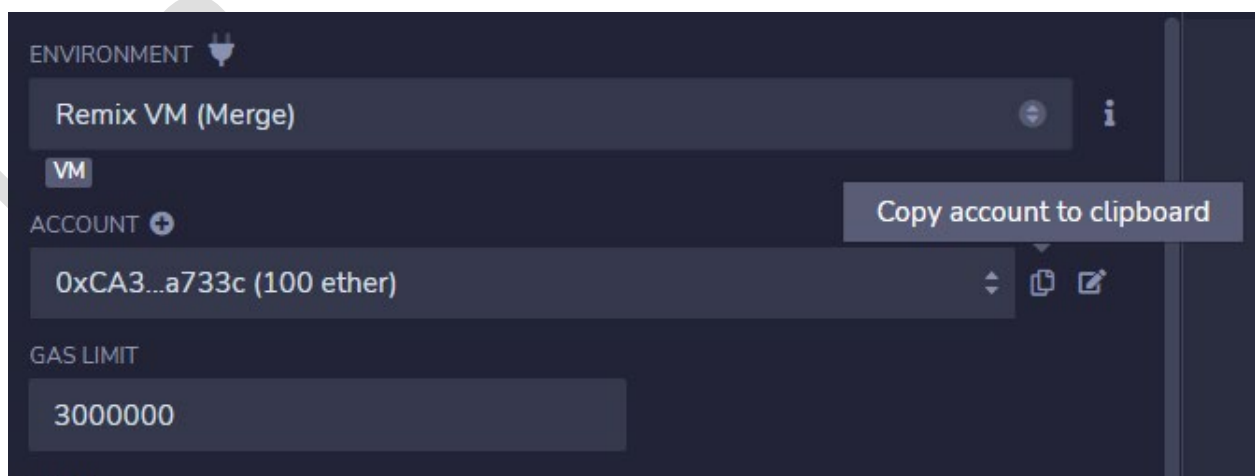 ENVIRONMENT
Remix VM (Merge)
VM
Copy account to clipboard
ACCOUNT
0xCA3...a733c (100 ether)
GAS LIMIT
3000000